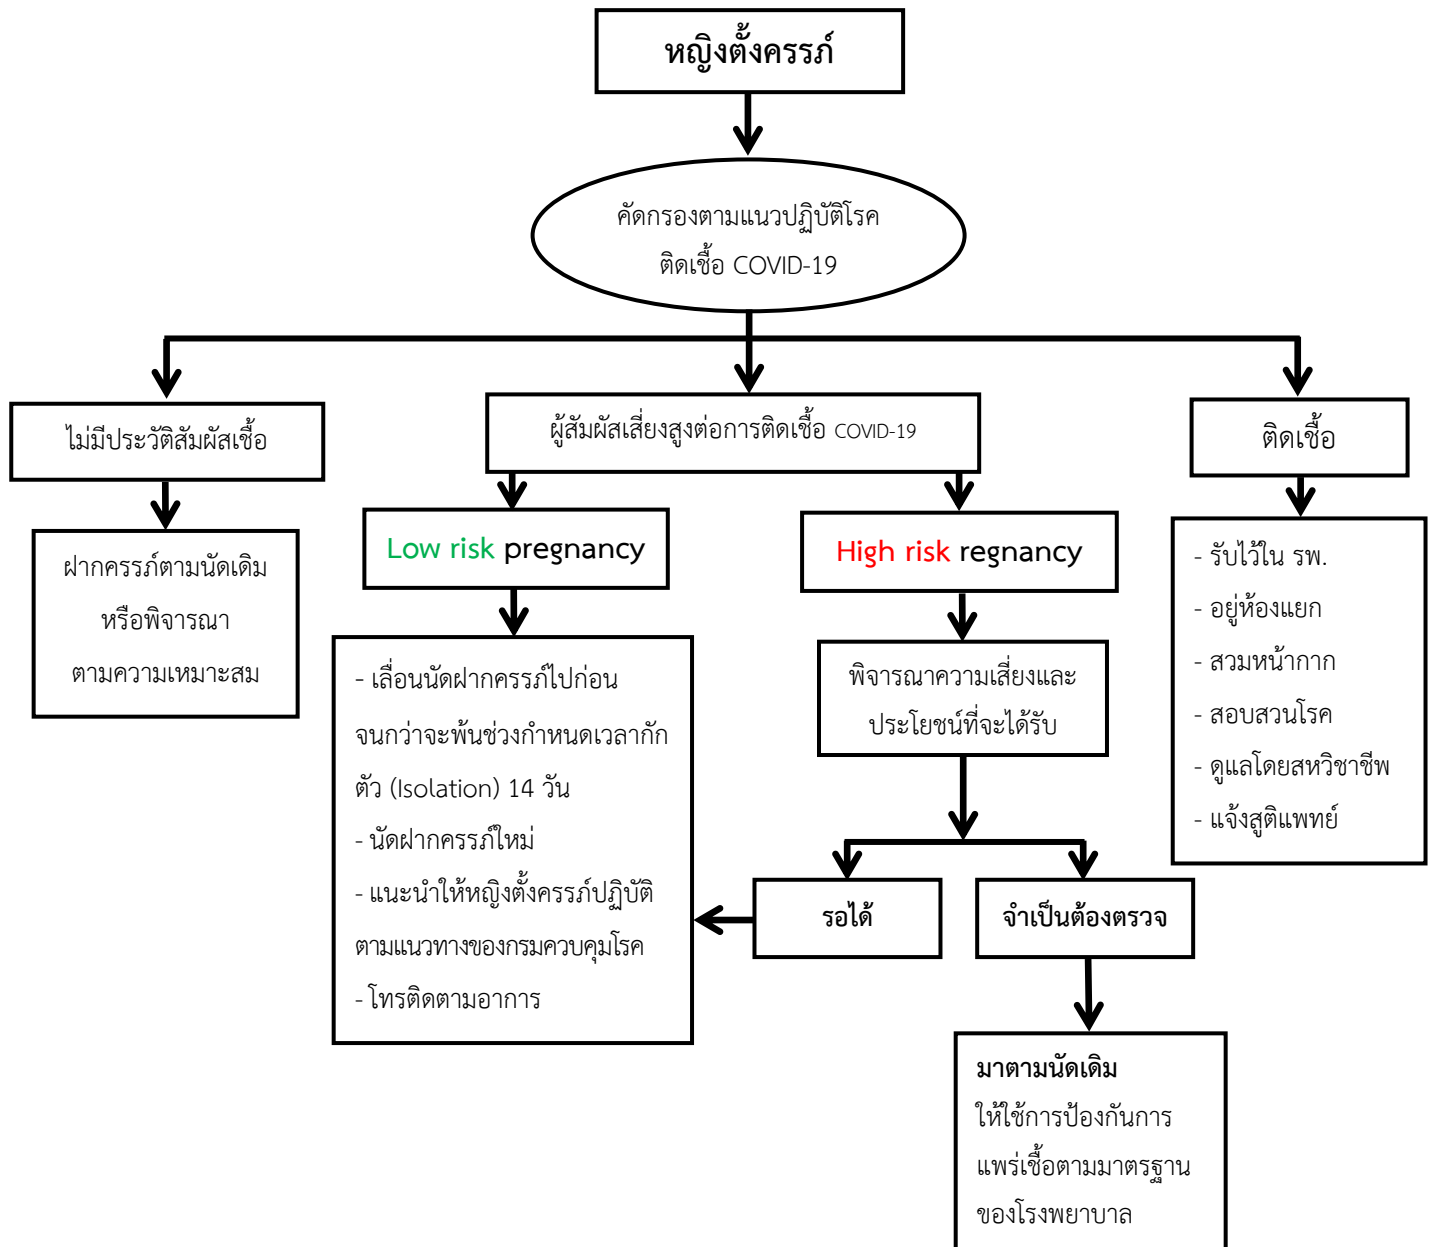 หญิงตั้งครรภ์
คัดกรองตามแนวปฏิบัติโรค
ติดเชื้อ COVID-19
ไม่มีประวัติสัมผัสเชื้อ
ผู้สัมผัสเสี่ยงสูงต่อการติดเชื้อ COVID-19
ติดเชื้อ
ฝากครรภ์ตามนัดเดิม
หรือพิจารณา
ตามความเหมาะสม
Low risk pregnancy
High risk regnancy
- เลื่อนนัดฝากครรภ์ไปก่อน
จนกว่าจะพ้นช่วงกำหนดเวลากัก
ตัว (Isolation) 14 วัน
- นัดฝากครรภ์ใหม่
- แนะนำให้หญิงตั้งครรภ์ปฏิบัติ
ตามแนวทางของกรมควบคุมโรค
- โทรติดตามอาการ
พิจารณาความเสี่ยงและ
ประโยชน์ที่จะได้รับ
- รับไว้ใน รพ.
- อยู่ห้องแยก
- สวมหน้ากาก
- สอบสวนโรค
- ดูแลโดยสหวิชาชีพ
- แจ้งสูติแพทย์
รอได้
จำเป็นต้องตรวจ
มาตามนัดเดิม
ให้ใช้การป้องกันการ
แพร่เชื้อตามมาตรฐาน
ของโรงพยาบาล